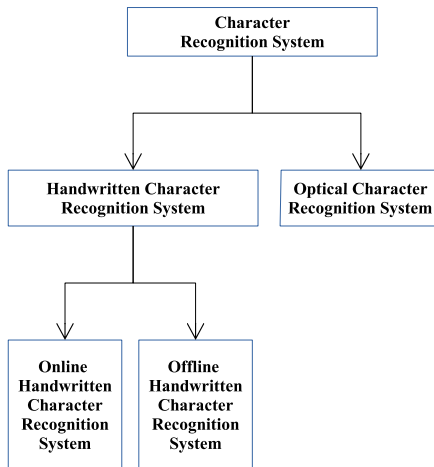 Character
Recognition System
Handwritten Character
Recognition System
Optical Character
Recognition System
Online
Handwritten
Character
Recognition
System
Offline
Handwritten
Character
Recognition
System